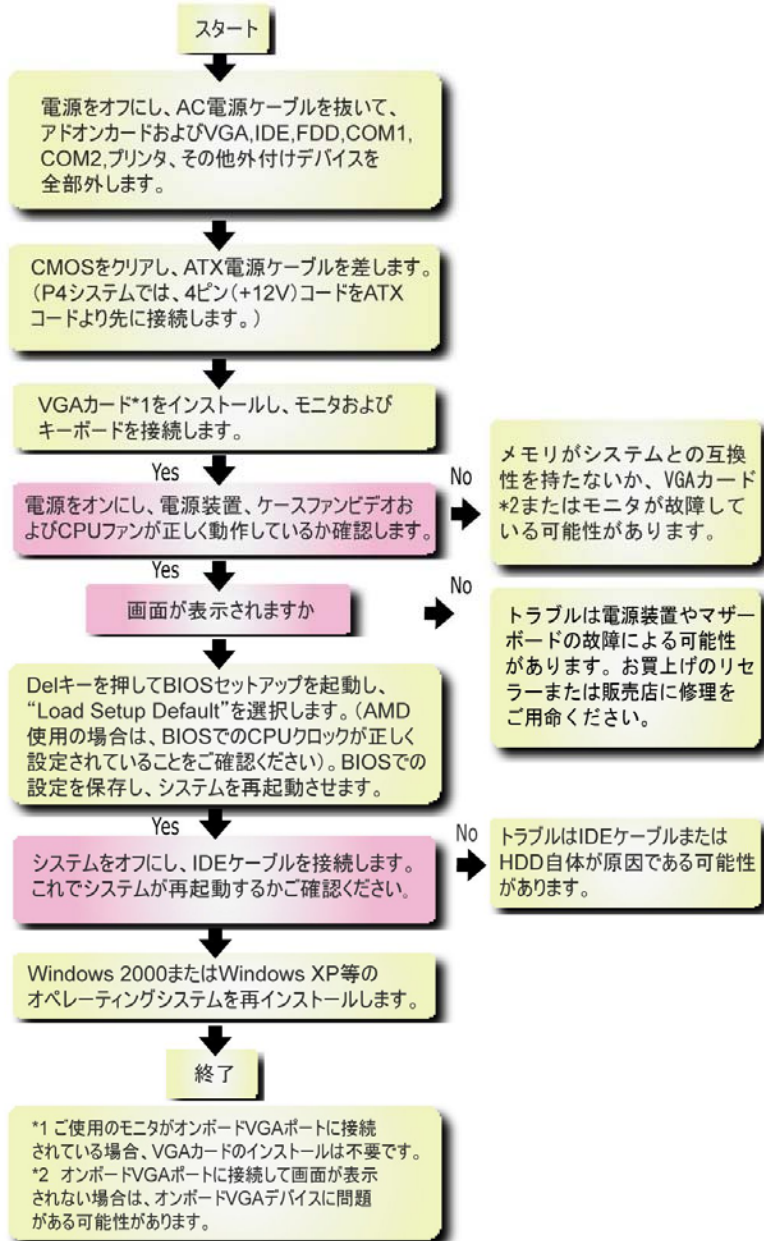 スタート
電源をオフにし、AC電源ケーブルを抜いて、
アドオンカードおよびVGA,IDE,FDD,COM1,
COM2,プリンタ、その他外付けデバイスを
全部外します。
CMOSをクリアし、ATX電源ケーブルを差します。
(P4システムでは、4ピン(+12V)コードをATX
コードより先に接続します。)
VGAカード*1をインストールし、モニタおよび
キーボードを接続します。
Yes
No
電源をオンにし、電源装置、ケースファンビデオお
よびCPUファンが正しく動作しているか確認します。
メモリがシステムとの互換
性を持たないか、VGAカード
*2またはモニタが故障して
いる可能性があります。
Yes
No
画面が表示されますか
トラブルは電源装置やマザー
ボードの故障による可能性
があります。お買上げのリセ
ラーまたは販売店に修理を
ご用命ください。
Delキーを押してBIOSセットアップを起動し、
“Load Setup Default”を選択します。(AMD
使用の場合は、BIOSでのCPUクロックが正しく
設定されていることをご確認ください)。BIOSでの
設定を保存し、システムを再起動させます。
Yes
No
システムをオフにし、IDEケーブルを接続します。
これでシステムが再起動するかご確認ください。
トラブルはIDEケーブルまたは
HDD自体が原因である可能性
があります。
Windows 2000またはWindows XP等の
オペレーティングシステムを再インストールします。
終了
*1 ご使用のモニタがオンボードVGAポートに接続
されている場合、VGAカードのインストールは不要です。
*2 オンボードVGAポートに接続して画面が表示
されない場合は、オンボードVGAデバイスに問題
がある可能性があります。